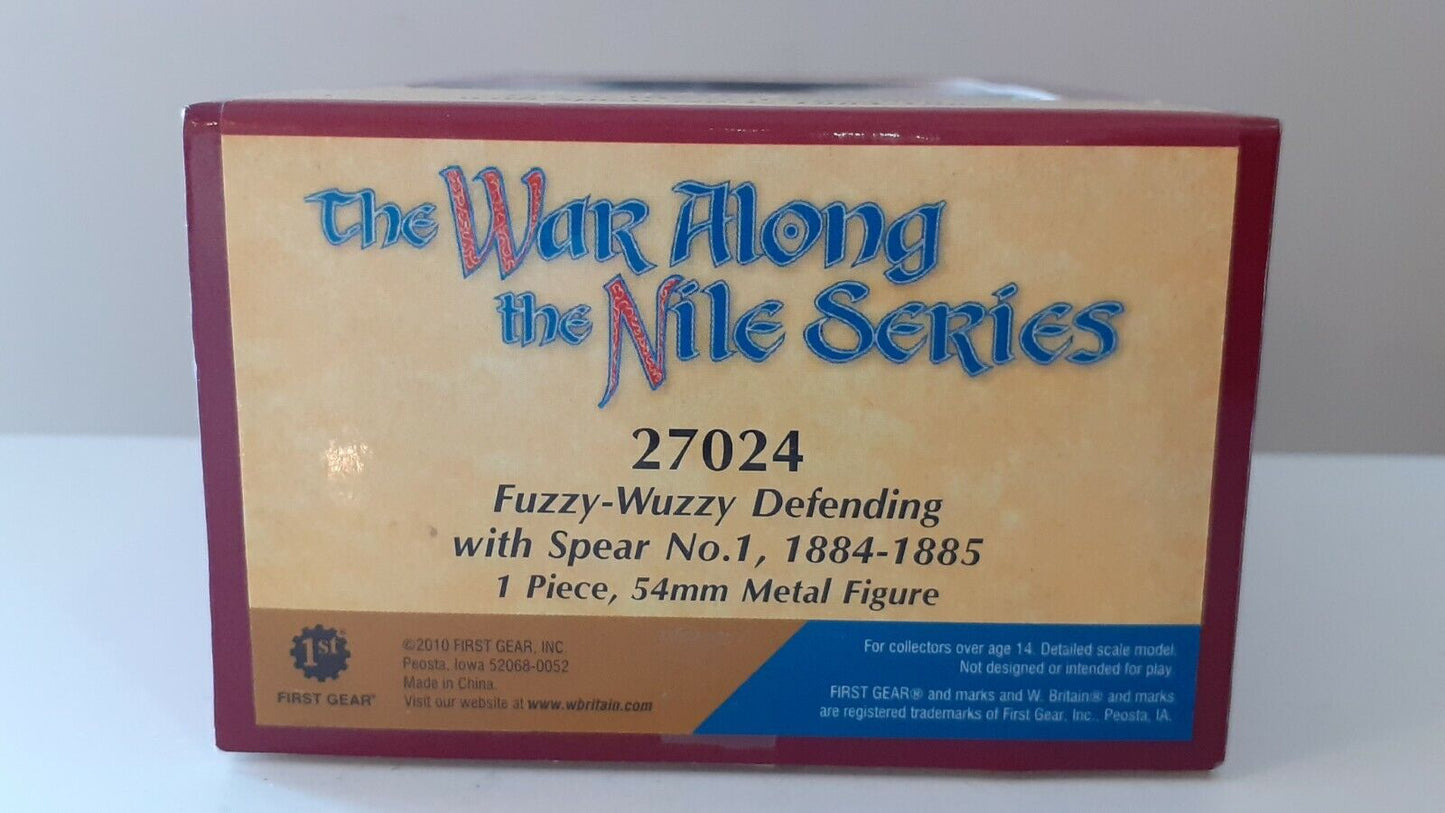 The War Along
the Nile Series
27024
Fuzzy-Wuzzy Defending
with Spear No.1, 1884-1885
1 Piece, 54mm Metal Figure
1st
FIRST GEAR®
©2010 FIRST GEAR, INC.
Peosta, Iowa 52068-0052
Made in China.
Visit our website at www.wbritain.com
For collectors over age 14. Detailed scale model.
Not designed or intended for play.
FIRST GEAR® and marks and W. Britain® and marks
are registered trademarks of First Gear, Inc., Peosta, IA.